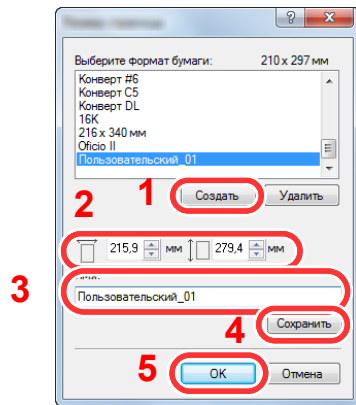 Выберите формат бумаги: 210 x 297 мм
Конверт #6
Конверт C5
Конверт DL
16K
216 x 340 мм
Oficio II
Пользовательский_01
1 Создать Удалить
2
215,9 мм 279,4 мм
3
Пользовательский_01
4 Сохранить
5 OK Отмена